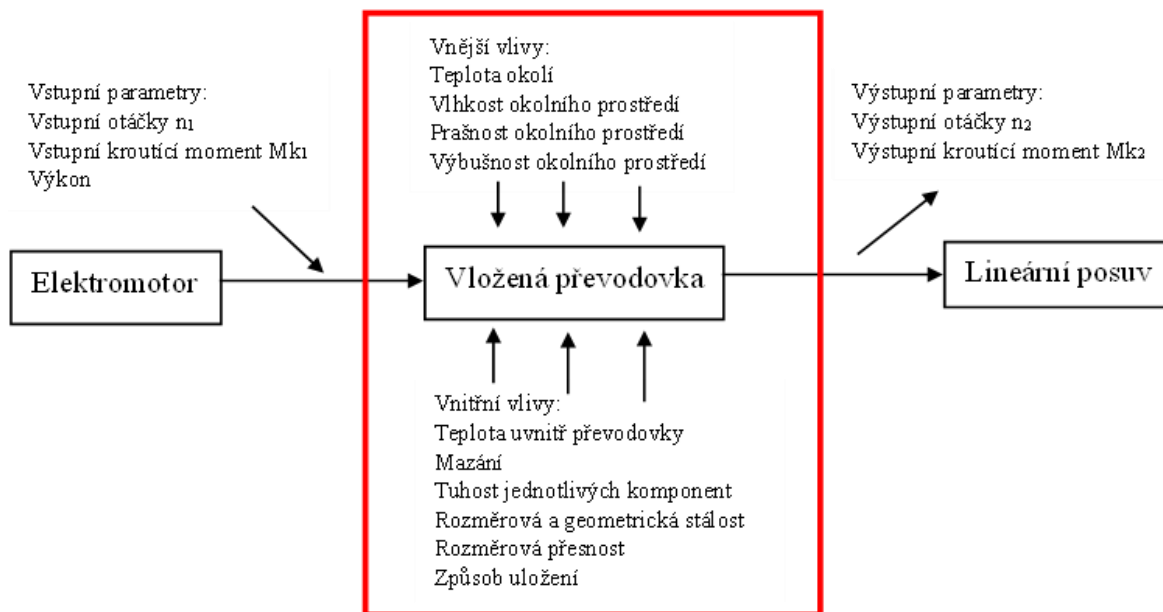 Vnější vlivy:
Teplota okolí
Vlhkost okolního prostředí
Prašnost okolního prostředí
Výbušnost okolního prostředí
Vstupní parametry:
Vstupní otáčky n₁
Vstupní kroutící moment Mk₁
Výkon
Výstupní parametry:
Výstupní otáčky n₂
Výstupní kroutící moment Mk₂
Elektromotor
Vložená převodovka
Lineární posuv
Vnitřní vlivy:
Teplota uvnitř převodovky
Mazání
Tuhost jednotlivých komponent
Rozměrová a geometrická stálost
Rozměrová přesnost
Způsob uložení